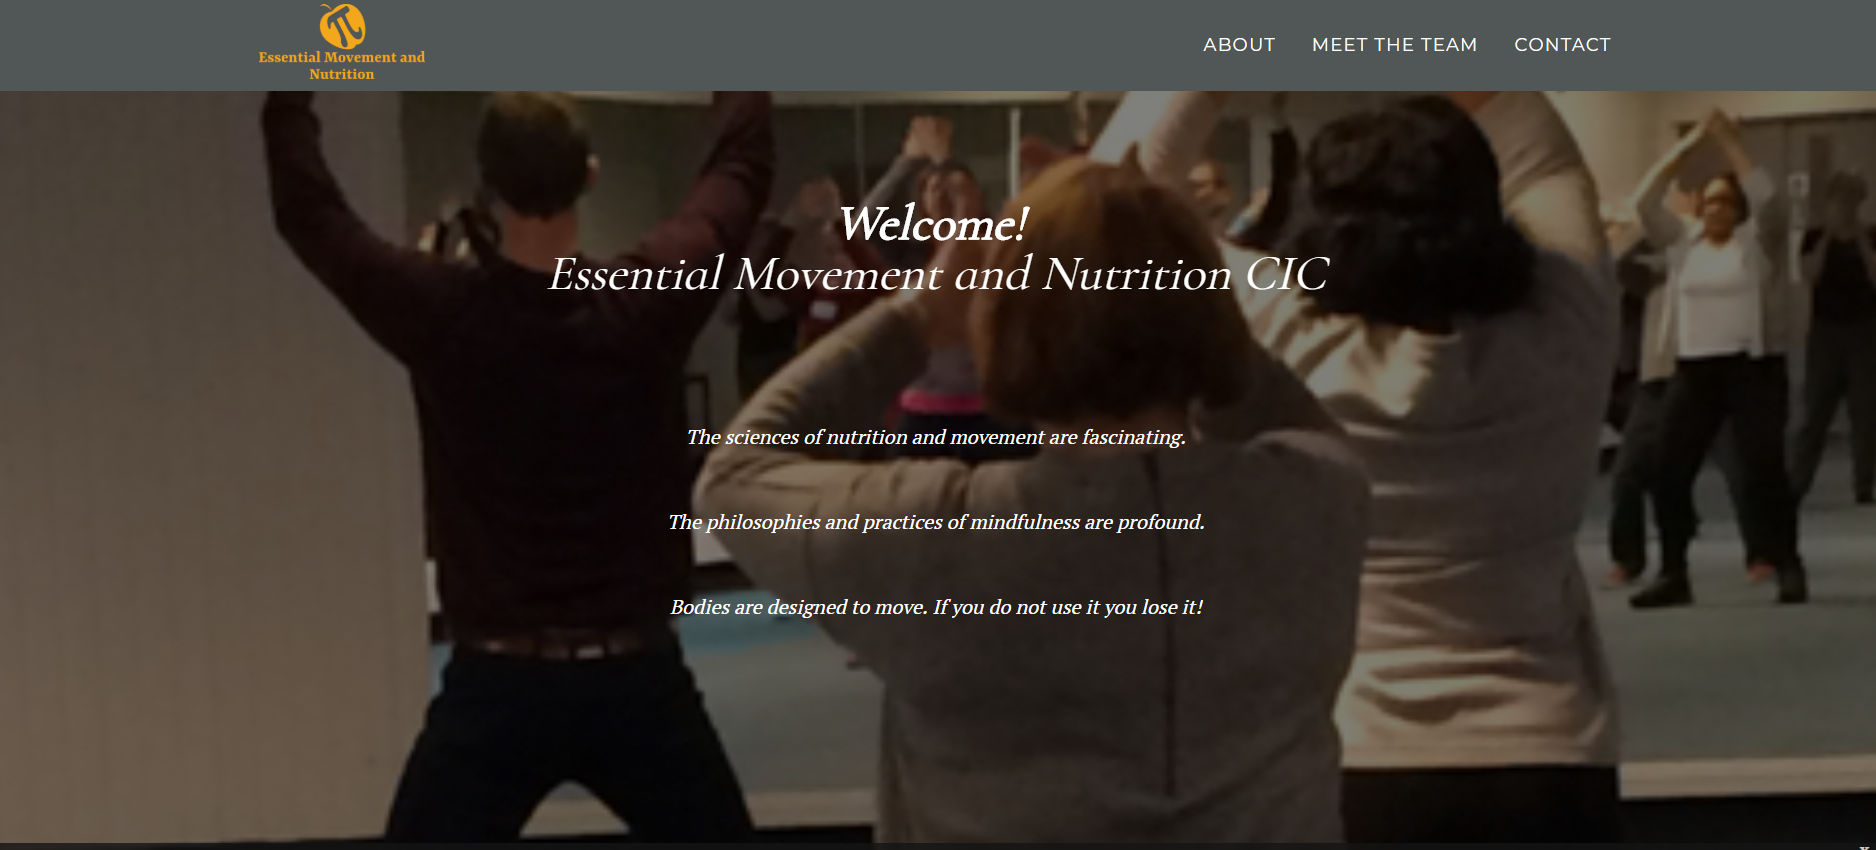 Essential Movement and
Nutrition
ABOUT MEET THE TEAM CONTACT
Welcome!
Essential Movement and Nutrition CIC
The sciences of nutrition and movement are fascinating.
The philosophies and practices of mindfulness are profound.
Bodies are designed to move. If you do not use it you lose it!